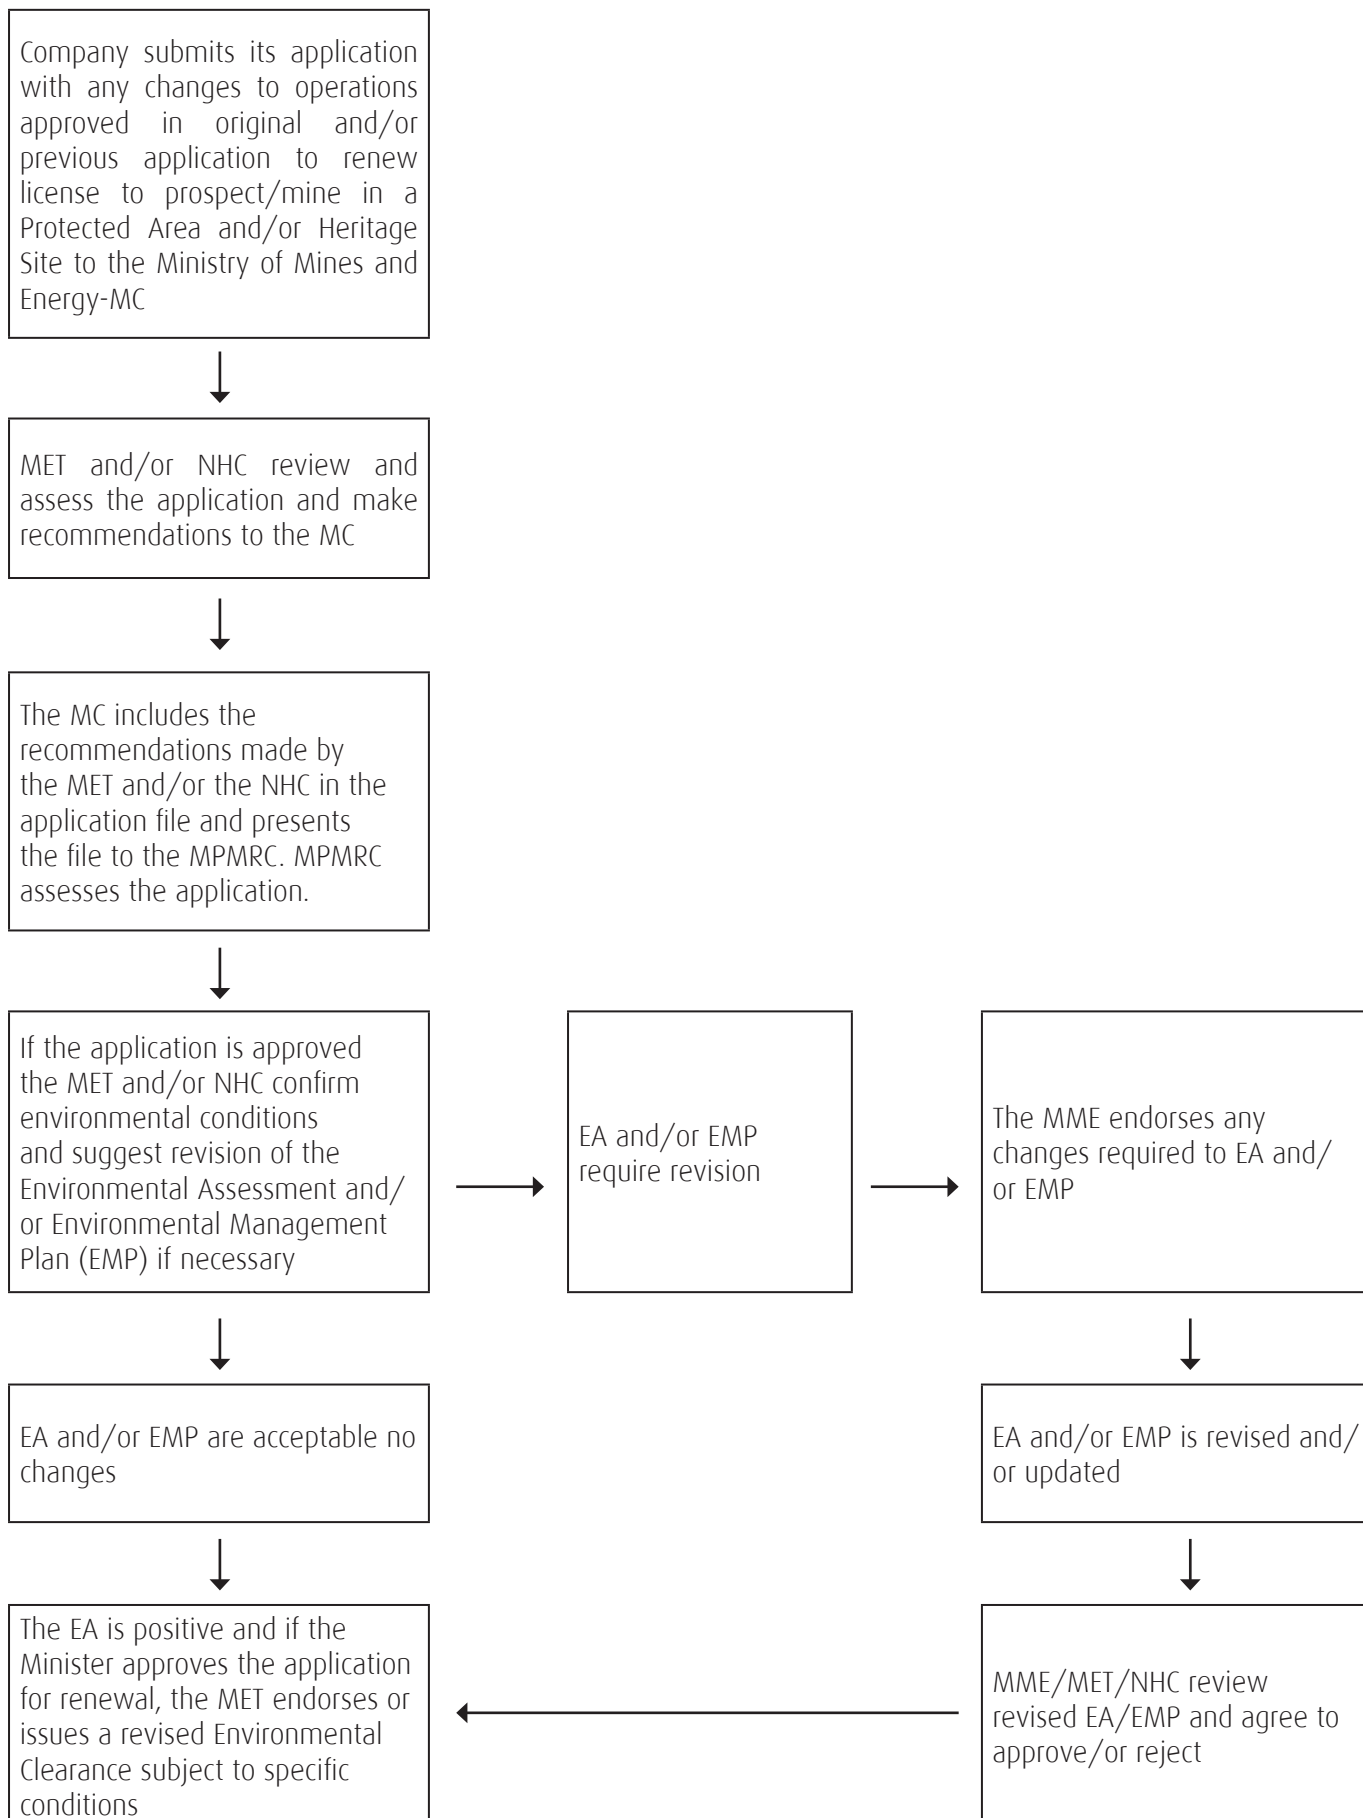 Company submits its application
with any changes to operations
approved in original and/or
previous application to renew
license to prospect/mine in a
Protected Area and/or Heritage
Site to the Ministry of Mines and
Energy-MC
MET and/or NHC review and
assess the application and make
recommendations to the MC
The MC includes the
recommendations made by
the MET and/or the NHC in the
application file and presents
the file to the MPMRC. MPMRC
assesses the application.
If the application is approved
the MET and/or NHC confirm
environmental conditions
and suggest revision of the
Environmental Assessment and/
or Environmental Management
Plan (EMP) if necessary
EA and/or EMP
require revision
The MME endorses any
changes required to EA and/
or EMP
EA and/or EMP are acceptable no
changes
EA and/or EMP is revised and/
or updated
The EA is positive and if the
Minister approves the application
for renewal, the MET endorses or
issues a revised Environmental
Clearance subject to specific
conditions
MME/MET/NHC review
revised EA/EMP and agree to
approve/or reject